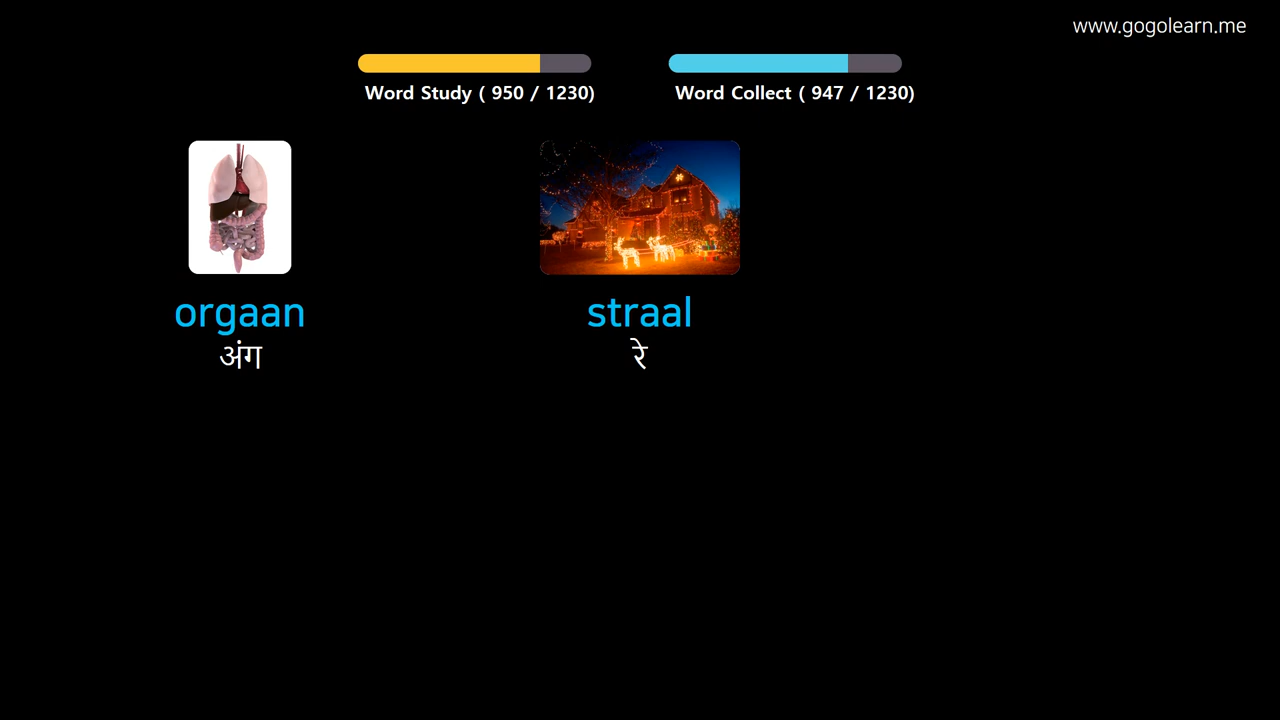 www.gogolearn.me
Word Study ( 950 / 1230)
Word Collect ( 947 / 1230)
orgaan
अंग
straal
रे